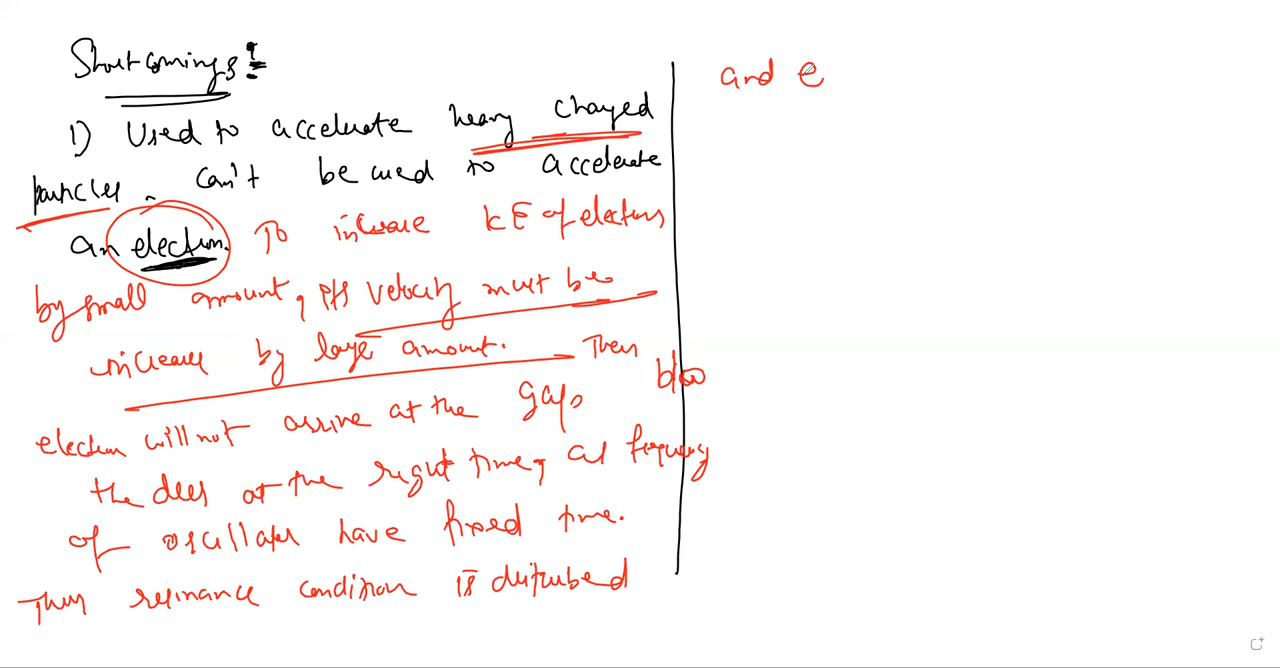 Shortcomings:
1) Used to accelerate heavy charged
particles. Can't be used to accelerate
an electron. To increase KE of electrons
by small amount, its velocity must be
increase by large amount. Then
electron will not arrive at the gaps b/w
the dees at the right time, as frequency
of oscillator have fixed time.
Thus resonance condition is disturbed
and e